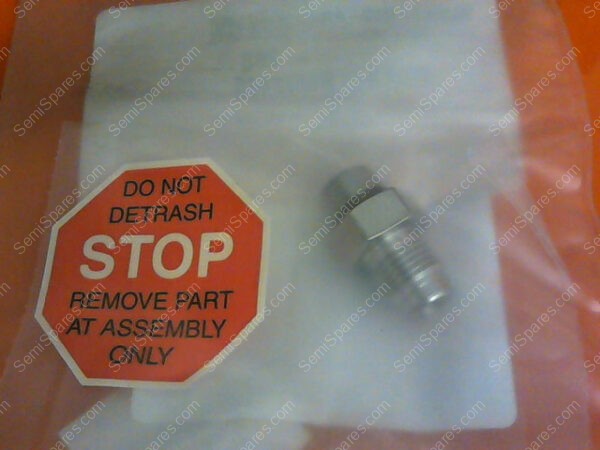 DO NOT
DETRASH
STOP
REMOVE PART
AT ASSEMBLY
ONLY
SemiSpares.com